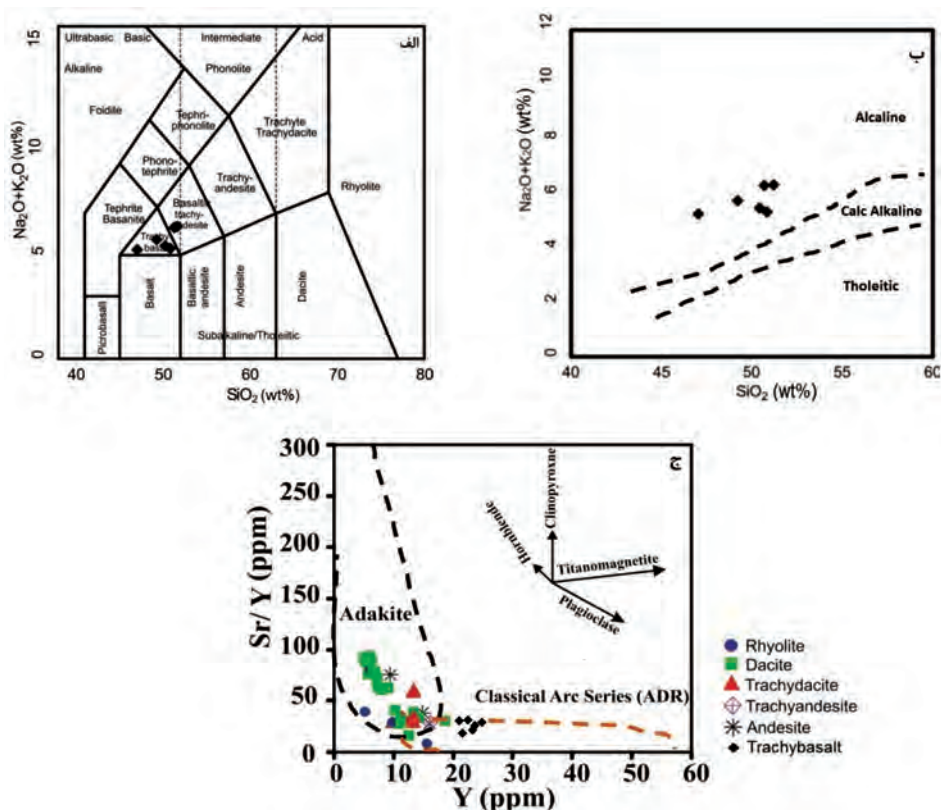 الف
15
10
5
0
Na2O+K2O (wt%)
Ultrabasic
Basic
Intermediate
Acid
Alkaline
Phonolite
Foidite
Tephri-
phonolite
Trachyte
Trachydacite
Phono-
tephrite
Trachy-
andesite
Rhyolite
Tephrite
Basanite
Basaltic
trachy-
andesite
Trachy-
basalt
Basalt
Basaltic
andesite
Andesite
Dacite
Picrobasalt
Subalkaline/Tholeiitic
40
50
60
70
80
SiO2 (wt%)
ب
12
10
8
6
4
2
0
Na2O+K2O (wt%)
Alcaline
Calc Alkaline
Tholeitic
40
45
50
55
60
SiO2 (wt%)
ج
300
250
200
150
100
50
0
Sr/ Y (ppm)
Clinopyroxne
Hornblende
Titanomagnetite
Plagioclase
Adakite
Classical Arc Series (ADR)
0
10
20
30
40
50
60
Y (ppm)
Rhyolite
Dacite
Trachydacite
Trachyandesite
Andesite
Trachybasalt